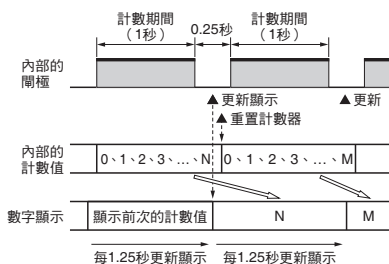 計數期間
（1秒）
0.25秒
計數期間
（1秒）
內部的
閘極
▲更新顯示
▲更新
▲重置計數器
內部的
計數值
0、1、2、3、…、N
0、1、2、3、…、M
數字顯示
顯示前次的計數值
N
M
每1.25秒更新顯示
每1.25秒更新顯示